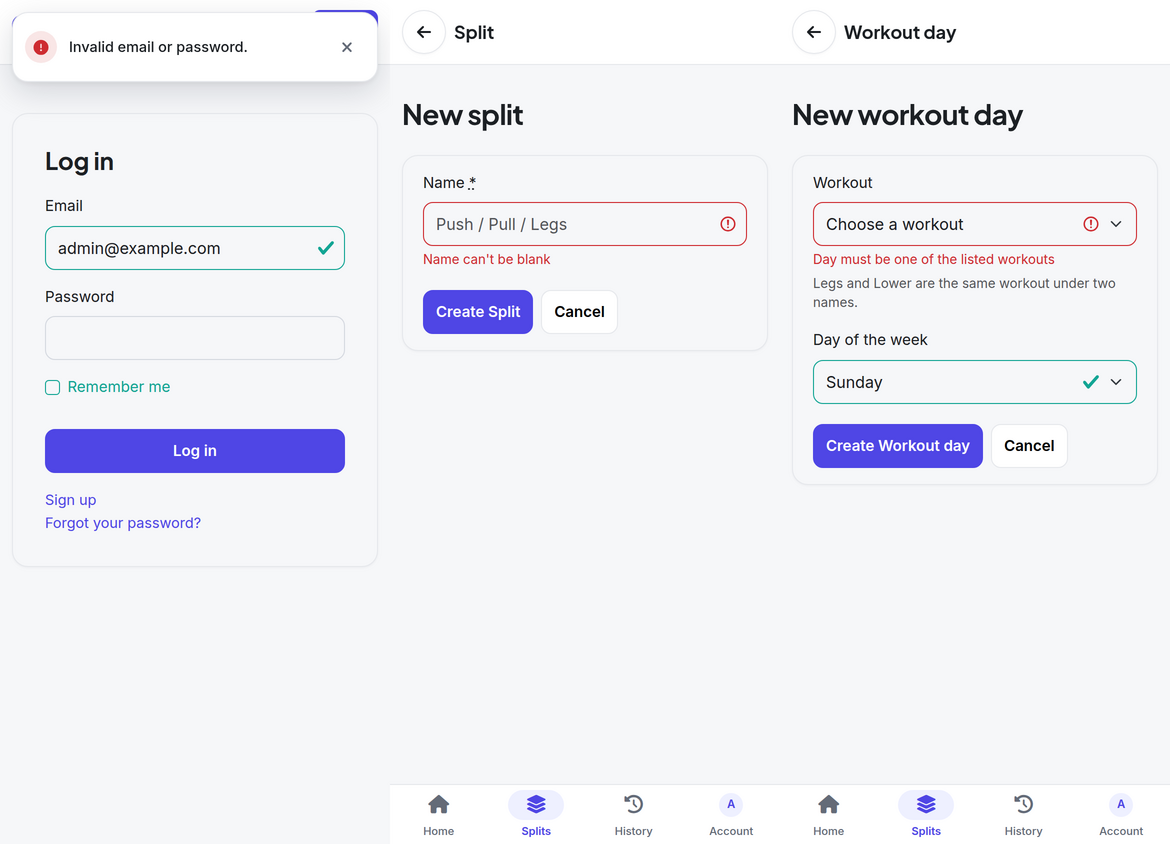 Invalid email or password.
Log in
Email
admin@example.com
Password
Remember me
Log in
Sign up
Forgot your password?
Split
New split
Name *
Push / Pull / Legs
Name can't be blank
Create Split
Cancel
Home
Splits
History
A
Account
Workout day
New workout day
Workout
Choose a workout
Day must be one of the listed workouts
Legs and Lower are the same workout under two
names.
Day of the week
Sunday
Create Workout day
Cancel
Home
Splits
History
A
Account